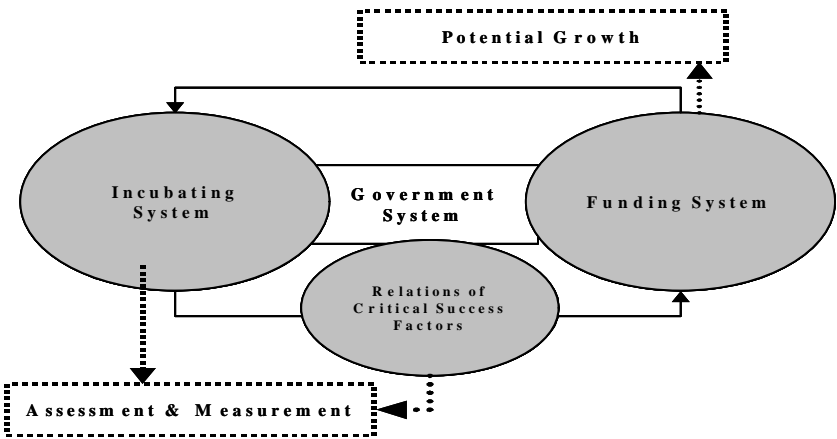 Potential Growth
Incubating
System
Government
System
Funding System
Relations of
Critical Success
Factors
Assessment & Measurement